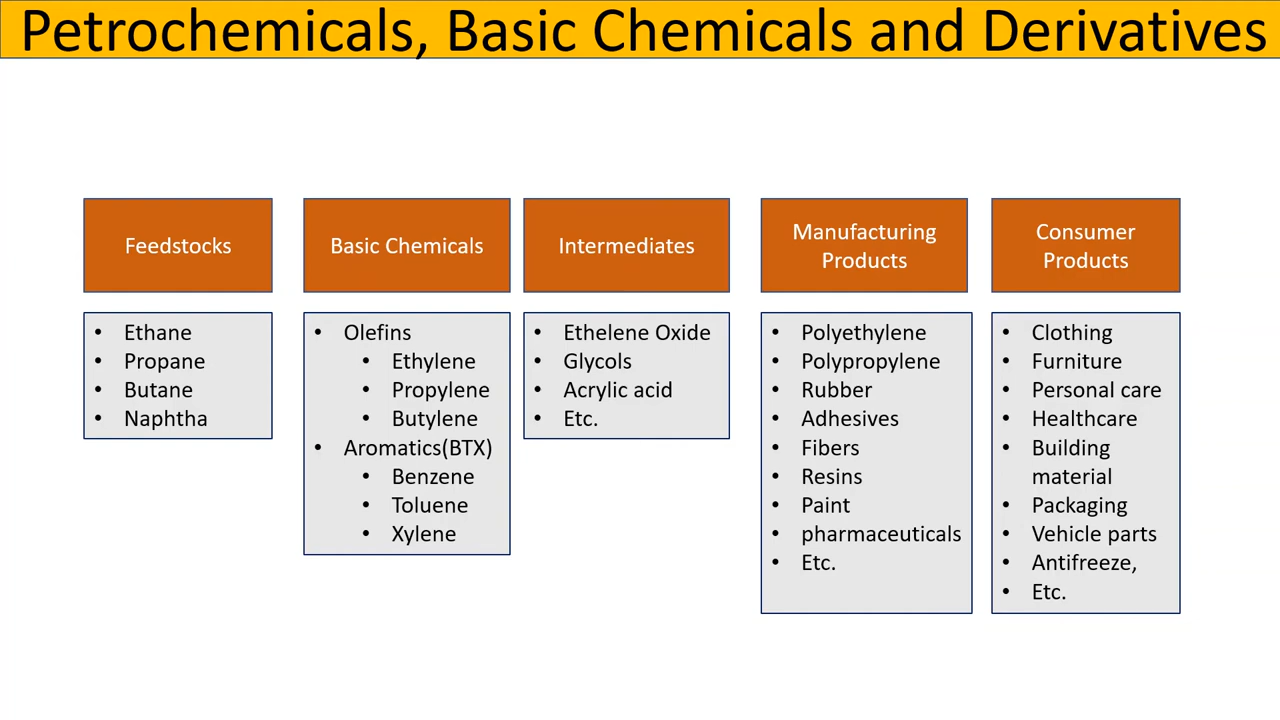 Petrochemicals, Basic Chemicals and Derivatives
Feedstocks
• Ethane
• Propane
• Butane
• Naphtha
Basic Chemicals
• Olefins
• Ethylene
• Propylene
• Butylene
• Aromatics(BTX)
• Benzene
• Toluene
• Xylene
Intermediates
• Ethelene Oxide
• Glycols
• Acrylic acid
• Etc.
Manufacturing
Products
• Polyethylene
• Polypropylene
• Rubber
• Adhesives
• Fibers
• Resins
• Paint
• pharmaceuticals
• Etc.
Consumer
Products
• Clothing
• Furniture
• Personal care
• Healthcare
• Building
material
• Packaging
• Vehicle parts
• Antifreeze,
• Etc.